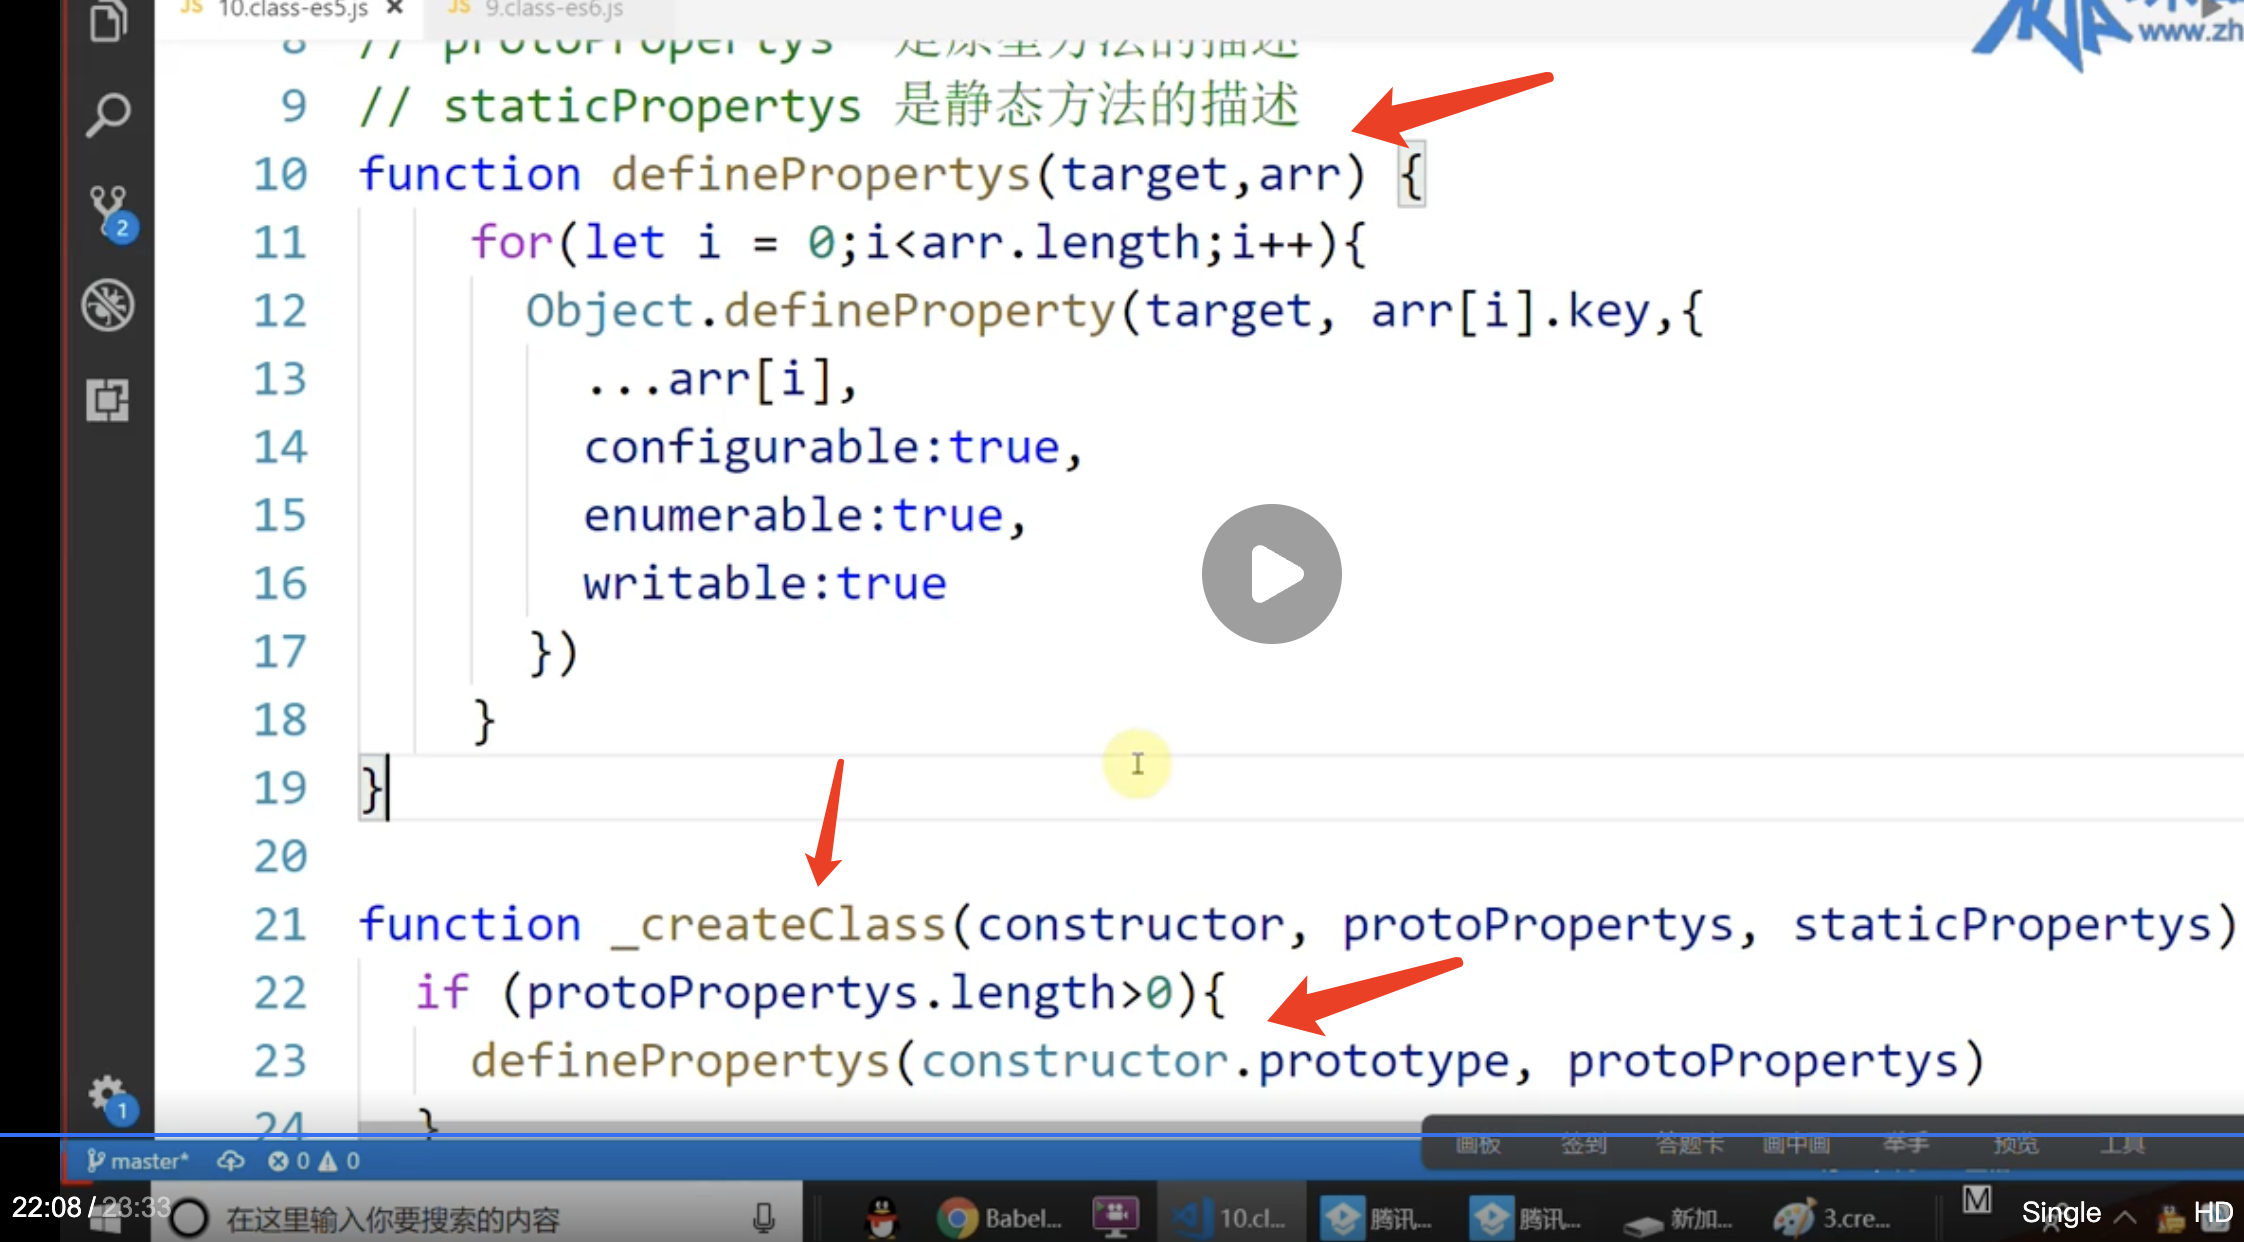 JS 10.class-es5.js × JS 9.class-es6.js
www.zh
8 // protoPropertys 是原型方法的描述
9 // staticPropertys 是静态方法的描述
10 function definePropertys(target,arr) {
11 for(let i = 0;i<arr.length;i++){
12 Object.defineProperty(target, arr[i].key,{
13 ...arr[i],
14 configurable:true,
15 enumerable:true,
16 writable:true
17 })
18 }
19 }
20
21 function _createClass(constructor, protoPropertys, staticPropertys)
22 if (protoPropertys.length>0){
23 definePropertys(constructor.prototype, protoPropertys)
24 }
2
1
画板 签到 答题卡 画中画 举手 预览 工具
master* 0 0
22:08 / 23:33
在这里输入你要搜索的内容
Babel... 10.cl... 腾讯... 腾讯... 新加... 3.cre... M Single HD